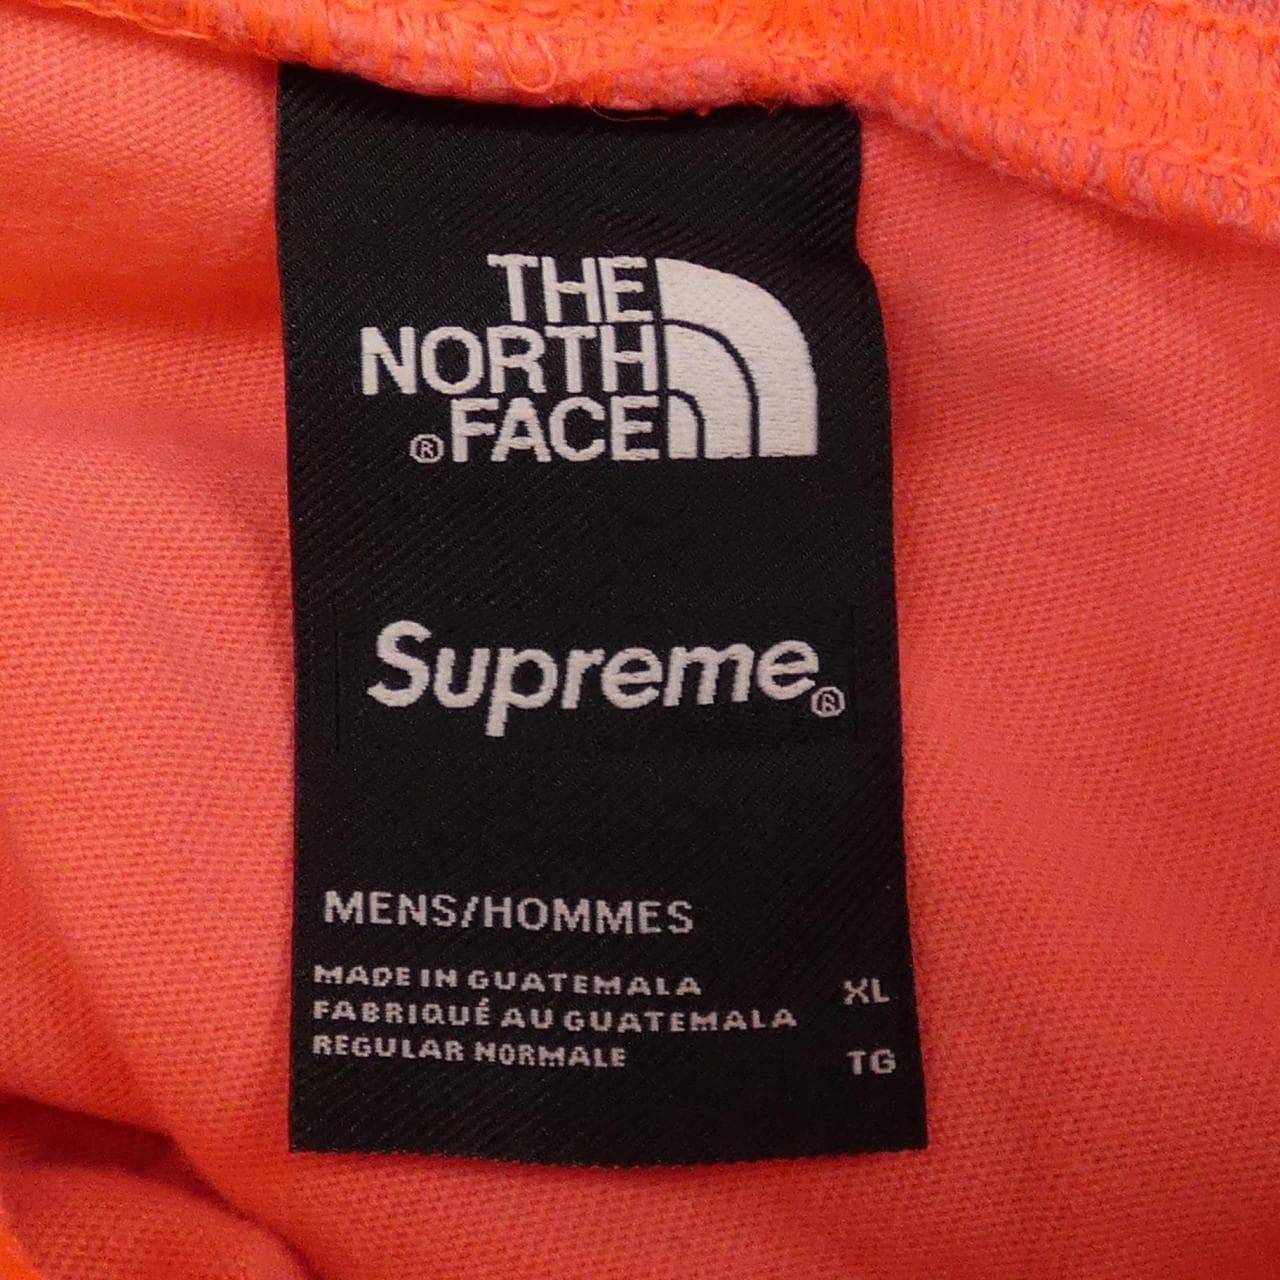 THE
NORTH
®FACE
Supreme®
MENS/HOMMES
MADE IN GUATEMALA XL
FABRIQUÉ AU GUATEMALA
REGULAR NORMALE TG